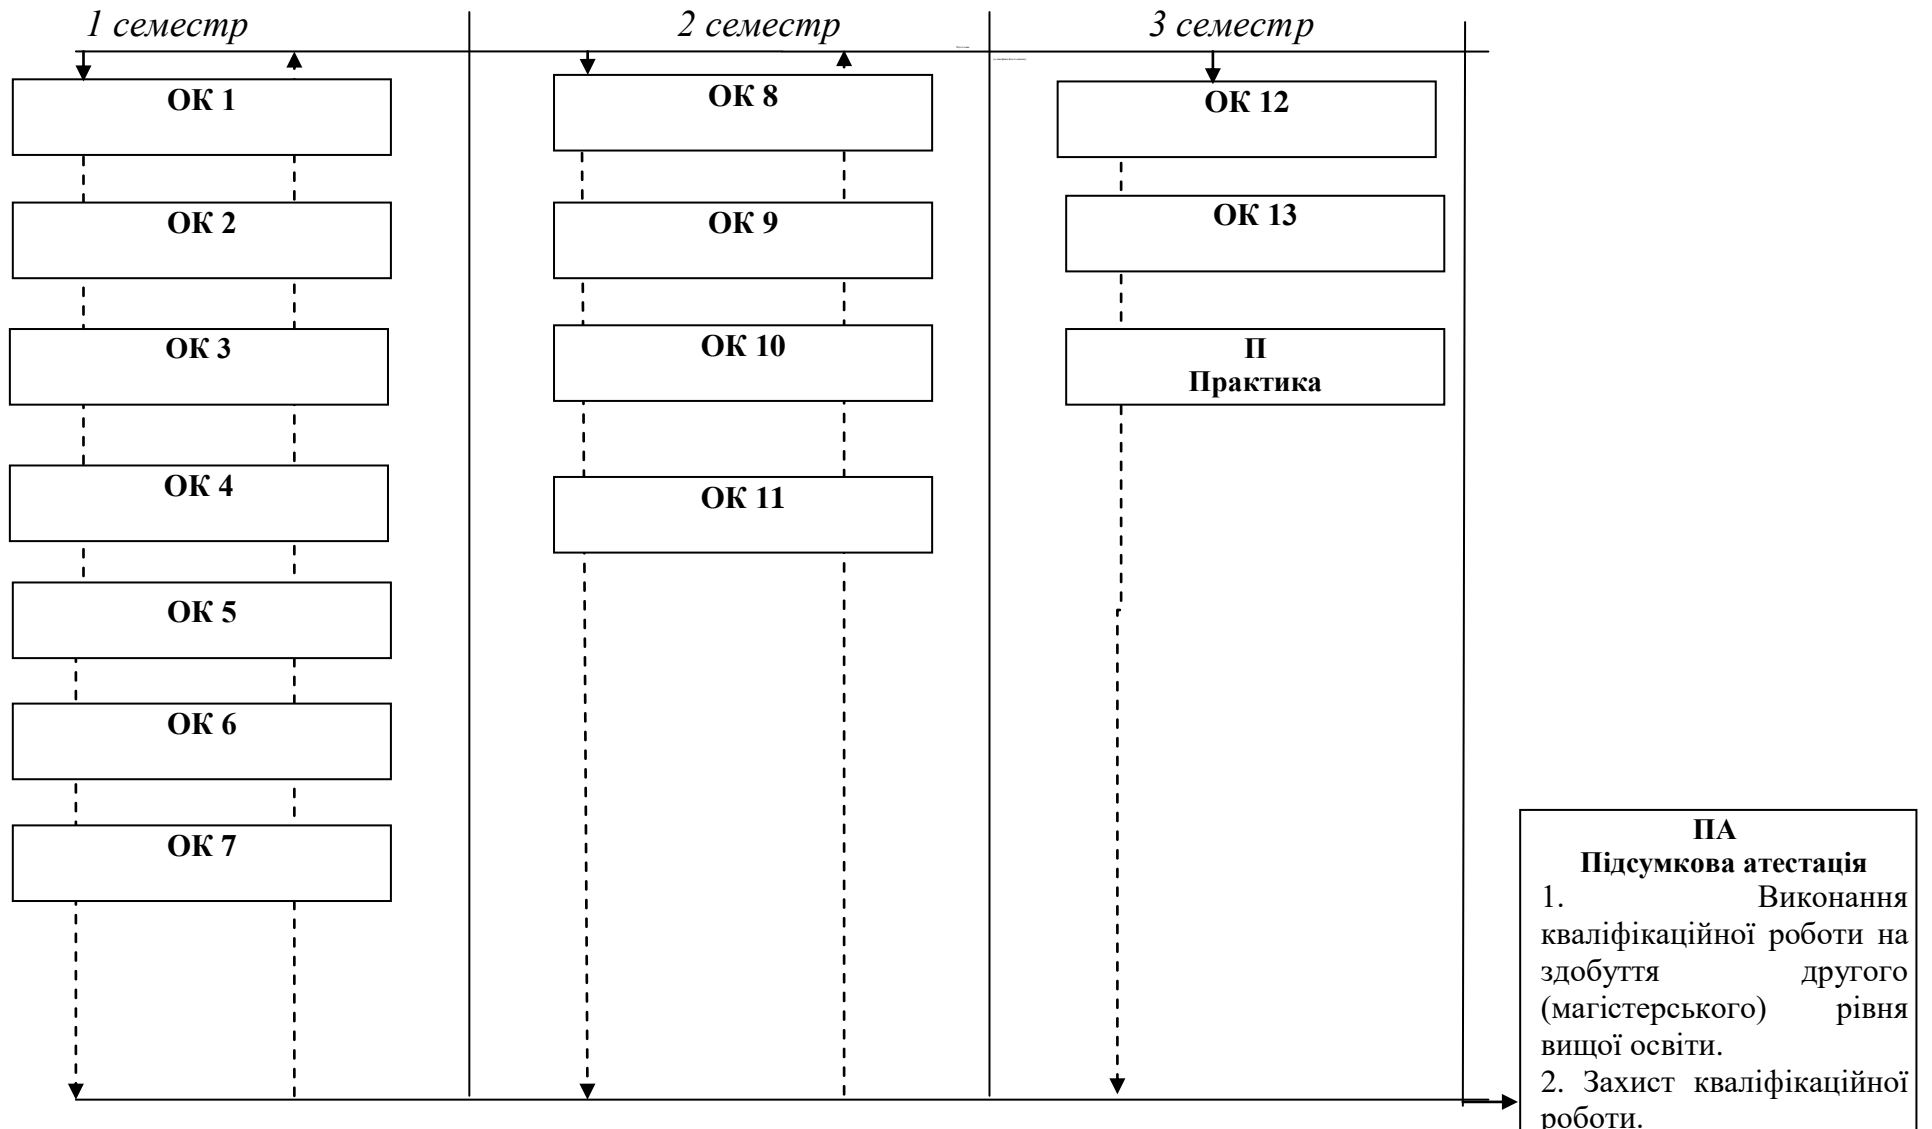 1 семестр
2 семестр
3 семестр
ОК 1
ОК 2
ОК 3
ОК 4
ОК 5
ОК 6
ОК 7
ОК 8
ОК 9
ОК 10
ОК 11
ОК 12
ОК 13
П
Практика
ПА
Підсумкова атестація
1. Виконання
кваліфікаційної роботи на
здобуття другого
(магістерського) рівня
вищої освіти.
2. Захист кваліфікаційної
роботи.